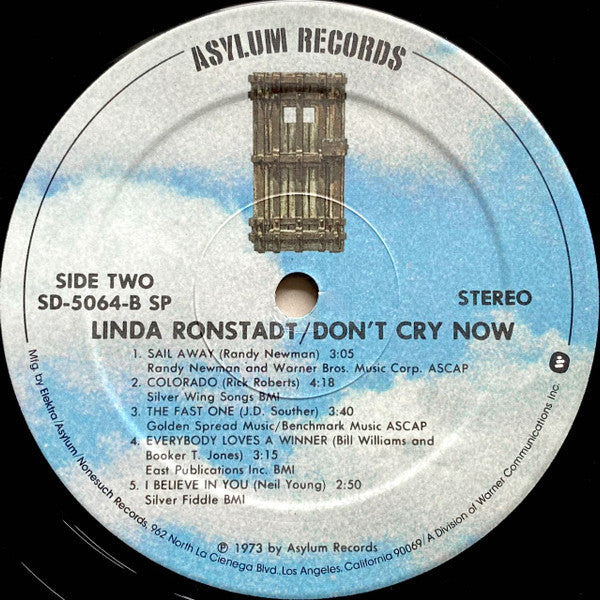 ASYLUM RECORDS
SIDE TWO
SD-5064-B SP
STEREO
LINDA RONSTADT/DON'T CRY NOW
1. SAIL AWAY (Randy Newman) 3:05
Randy Newman and Warner Bros. Music Corp. ASCAP
2. COLORADO (Rick Roberts) 4:18
Silver Wing Songs BMI
3. THE FAST ONE (J.D. Souther) 3:40
Golden Spread Music/Benchmark Music ASCAP
4. EVERYBODY LOVES A WINNER (Bill Williams and
Booker T. Jones) 3:15
East Publications Inc. BMI
5. I BELIEVE IN YOU (Neil Young) 2:50
Silver Fiddle BMI
℗ 1973 by Asylum Records
Mfg. by Elektra/Asylum/Nonesuch Records, 962 North La Cienega Blvd., Los Angeles, California 90069/A Division of Warner Communications Inc.